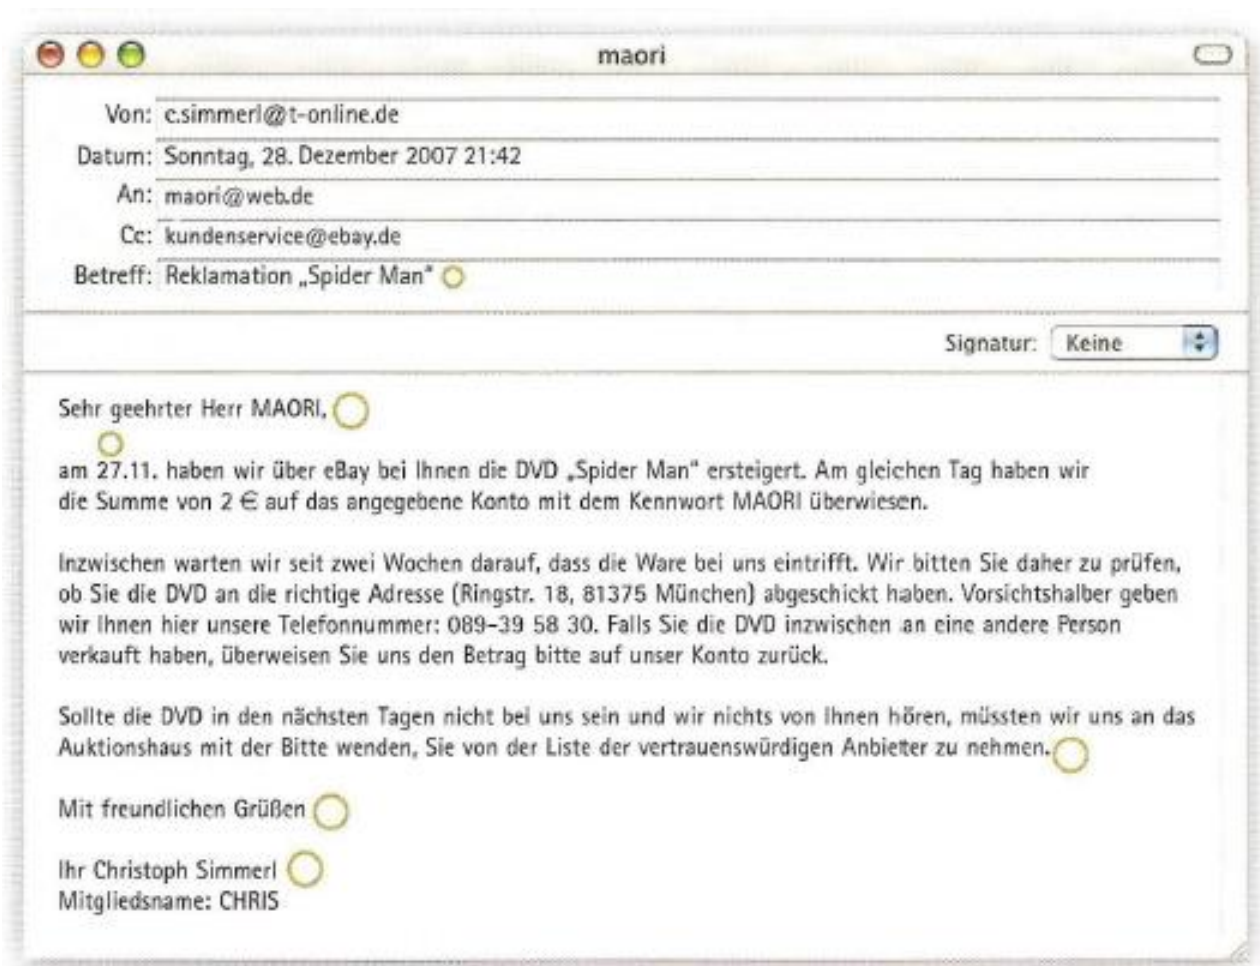 maori
Von: c.simmerl@t-online.de
Datum: Sonntag, 28. Dezember 2007 21:42
An: maori@web.de
Cc: kundenservice@ebay.de
Betreff: Reklamation „Spider Man"
Signatur: Keine
Sehr geehrter Herr MAORI,
am 27.11. haben wir über eBay bei Ihnen die DVD „Spider Man" ersteigert. Am gleichen Tag haben wir
die Summe von 2 € auf das angegebene Konto mit dem Kennwort MAORI überwiesen.
Inzwischen warten wir seit zwei Wochen darauf, dass die Ware bei uns eintrifft. Wir bitten Sie daher zu prüfen,
ob Sie die DVD an die richtige Adresse (Ringstr. 18, 81375 München) abgeschickt haben. Vorsichtshalber geben
wir Ihnen hier unsere Telefonnummer: 089-39 58 30. Falls Sie die DVD inzwischen an eine andere Person
verkauft haben, überweisen Sie uns den Betrag bitte auf unser Konto zurück.
Sollte die DVD in den nächsten Tagen nicht bei uns sein und wir nichts von Ihnen hören, müssten wir uns an das
Auktionshaus mit der Bitte wenden, Sie von der Liste der vertrauenswürdigen Anbieter zu nehmen.
Mit freundlichen Grüßen
Ihr Christoph Simmerl
Mitgliedsname: CHRIS